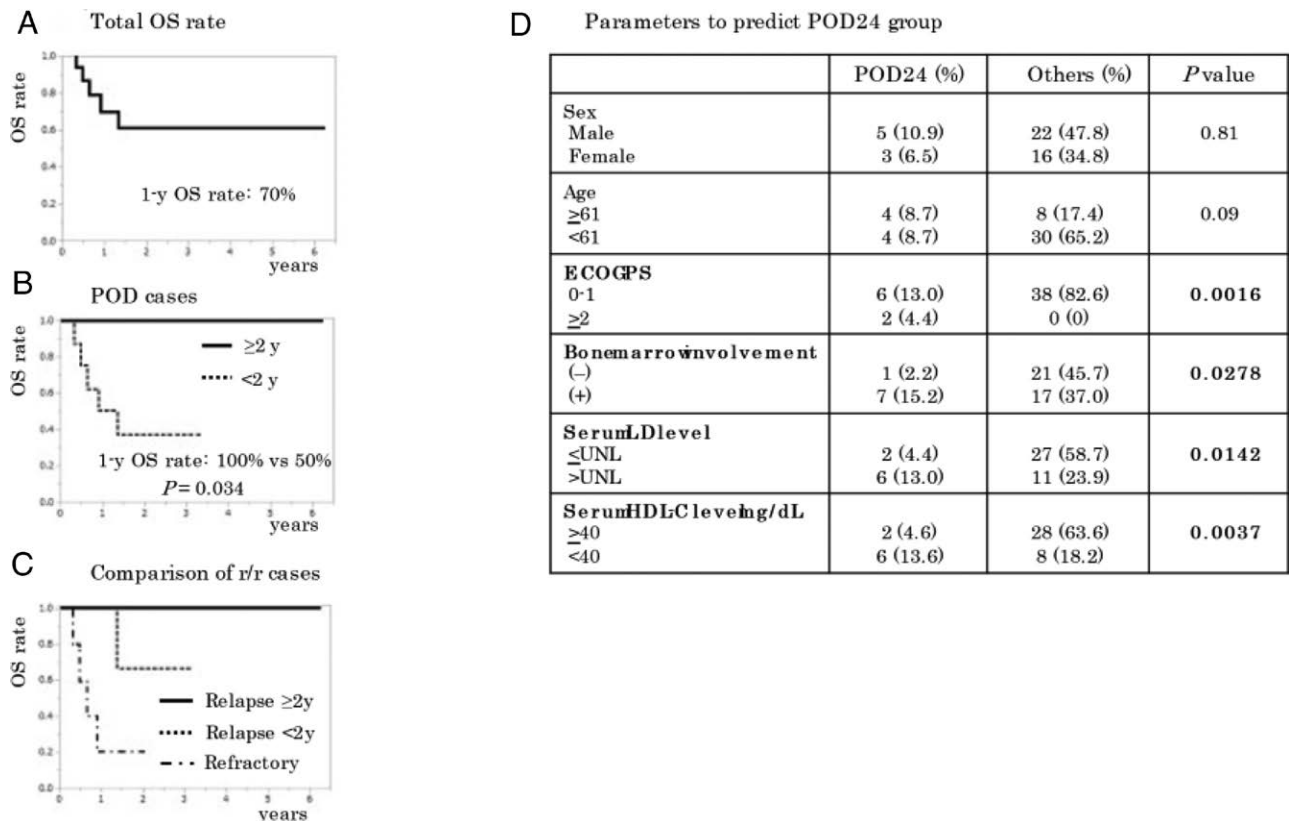 A
Total OS rate
OS rate
1.0
0.8
0.6
0.4
0.2
0.0
1-y OS rate: 70%
0 1 2 3 4 5 6
years
B
POD cases
OS rate
1.0
0.8
0.6
0.4
0.2
0.0
≥2 y
<2 y
1-y OS rate: 100% vs 50%
P = 0.034
0 1 2 3 4 5 6
years
C
Comparison of r/r cases
OS rate
1.0
0.8
0.6
0.4
0.2
0.0
Relapse ≥2y
Relapse <2y
Refractory
0 1 2 3 4 5 6
years
D
Parameters to predict POD24 group
POD24 (%) Others (%) P value
Sex
Male 5 (10.9) 22 (47.8) 0.81
Female 3 (6.5) 16 (34.8)
Age
≥61 4 (8.7) 8 (17.4) 0.09
<61 4 (8.7) 30 (65.2)
ECOGPS
0-1 6 (13.0) 38 (82.6) 0.0016
≥2 2 (4.4) 0 (0)
Bonemarrowinvolvement
(–) 1 (2.2) 21 (45.7) 0.0278
(+) 7 (15.2) 17 (37.0)
SerumLDlevel
≤UNL 2 (4.4) 27 (58.7) 0.0142
>UNL 6 (13.0) 11 (23.9)
SerumHDL-Clevelmg/dL
≥40 2 (4.6) 28 (63.6) 0.0037
<40 6 (13.6) 8 (18.2)